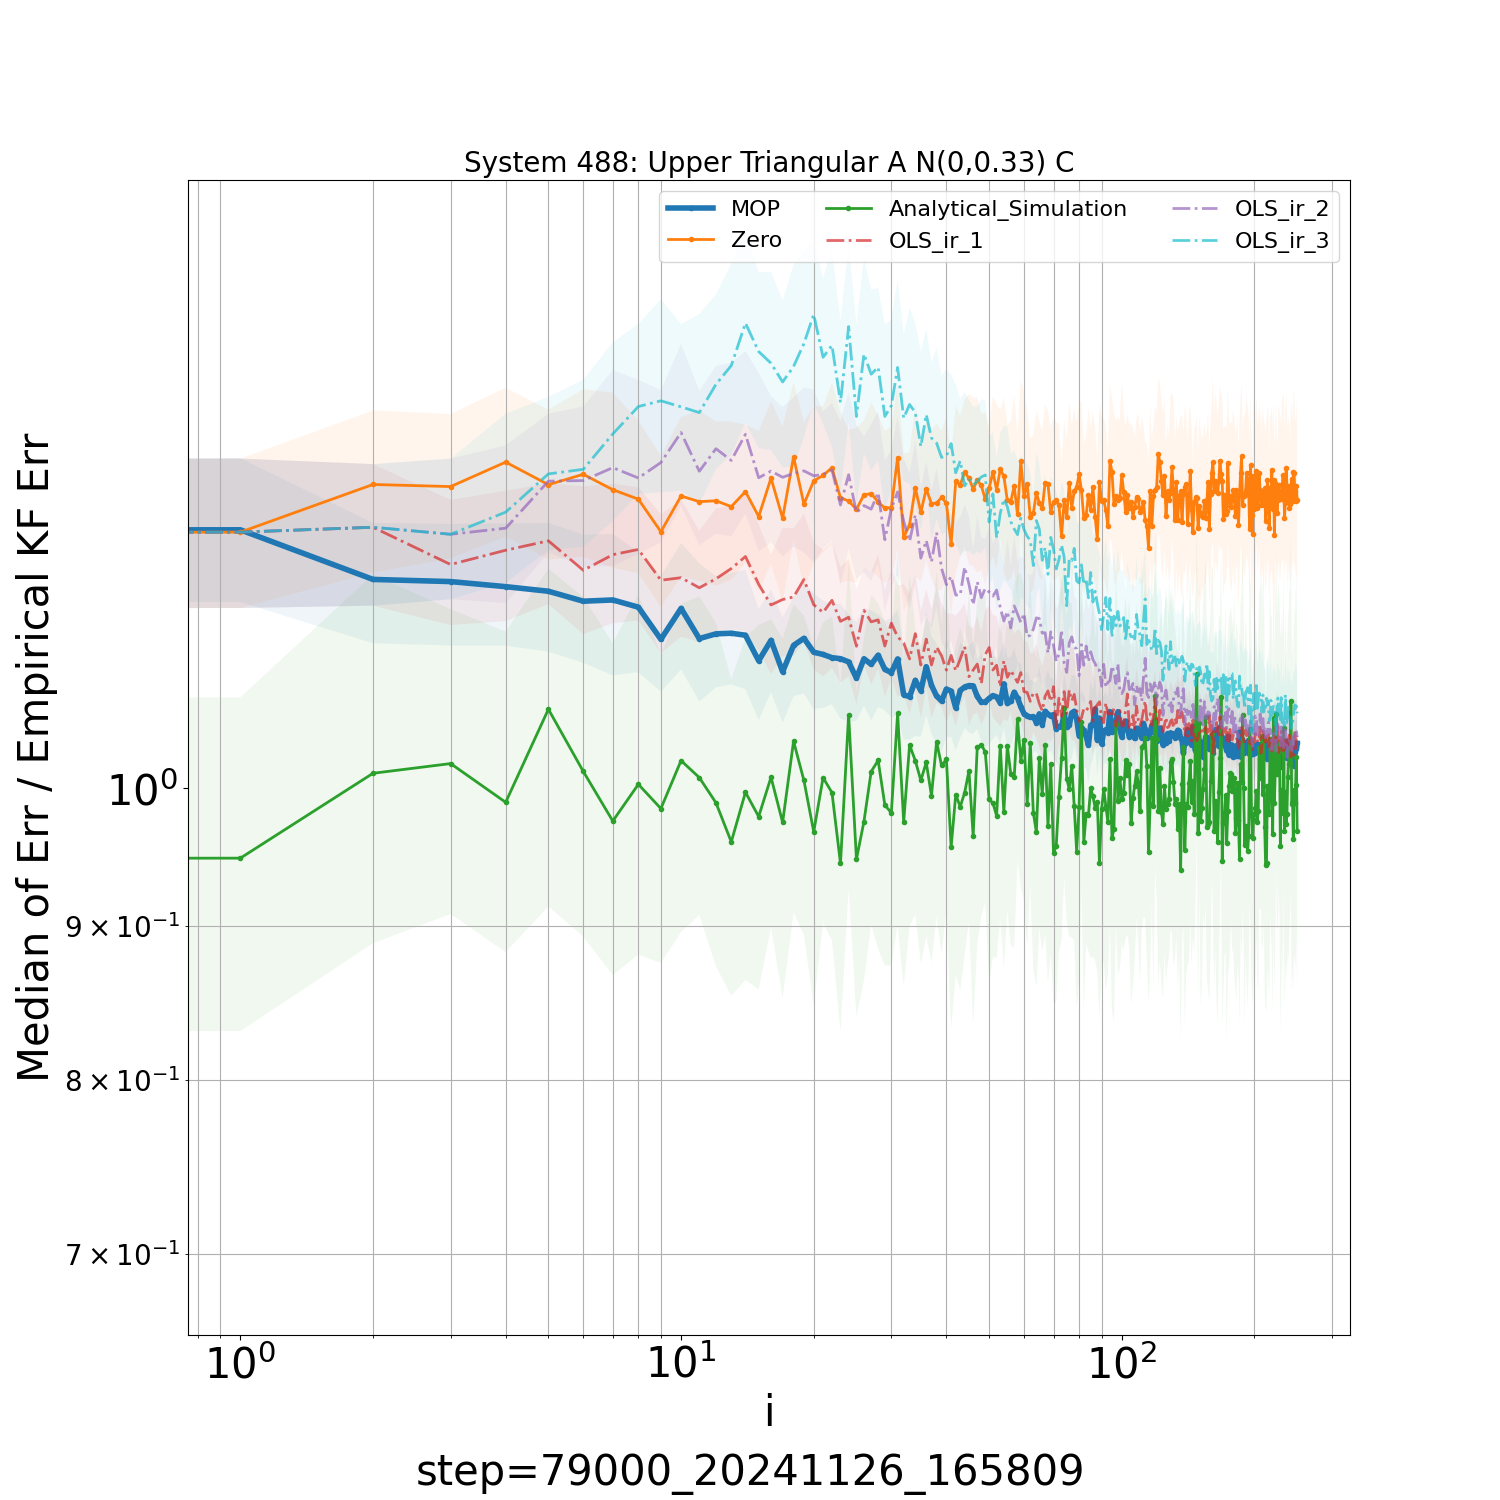 System 488: Upper Triangular A N(0,0.33) C
MOP
Zero
Analytical_Simulation
OLS_ir_1
OLS_ir_2
OLS_ir_3
Median of Err / Empirical KF Err
10⁰
9 × 10⁻¹
8 × 10⁻¹
7 × 10⁻¹
10⁰ 10¹ 10²
i
step=79000_20241126_165809